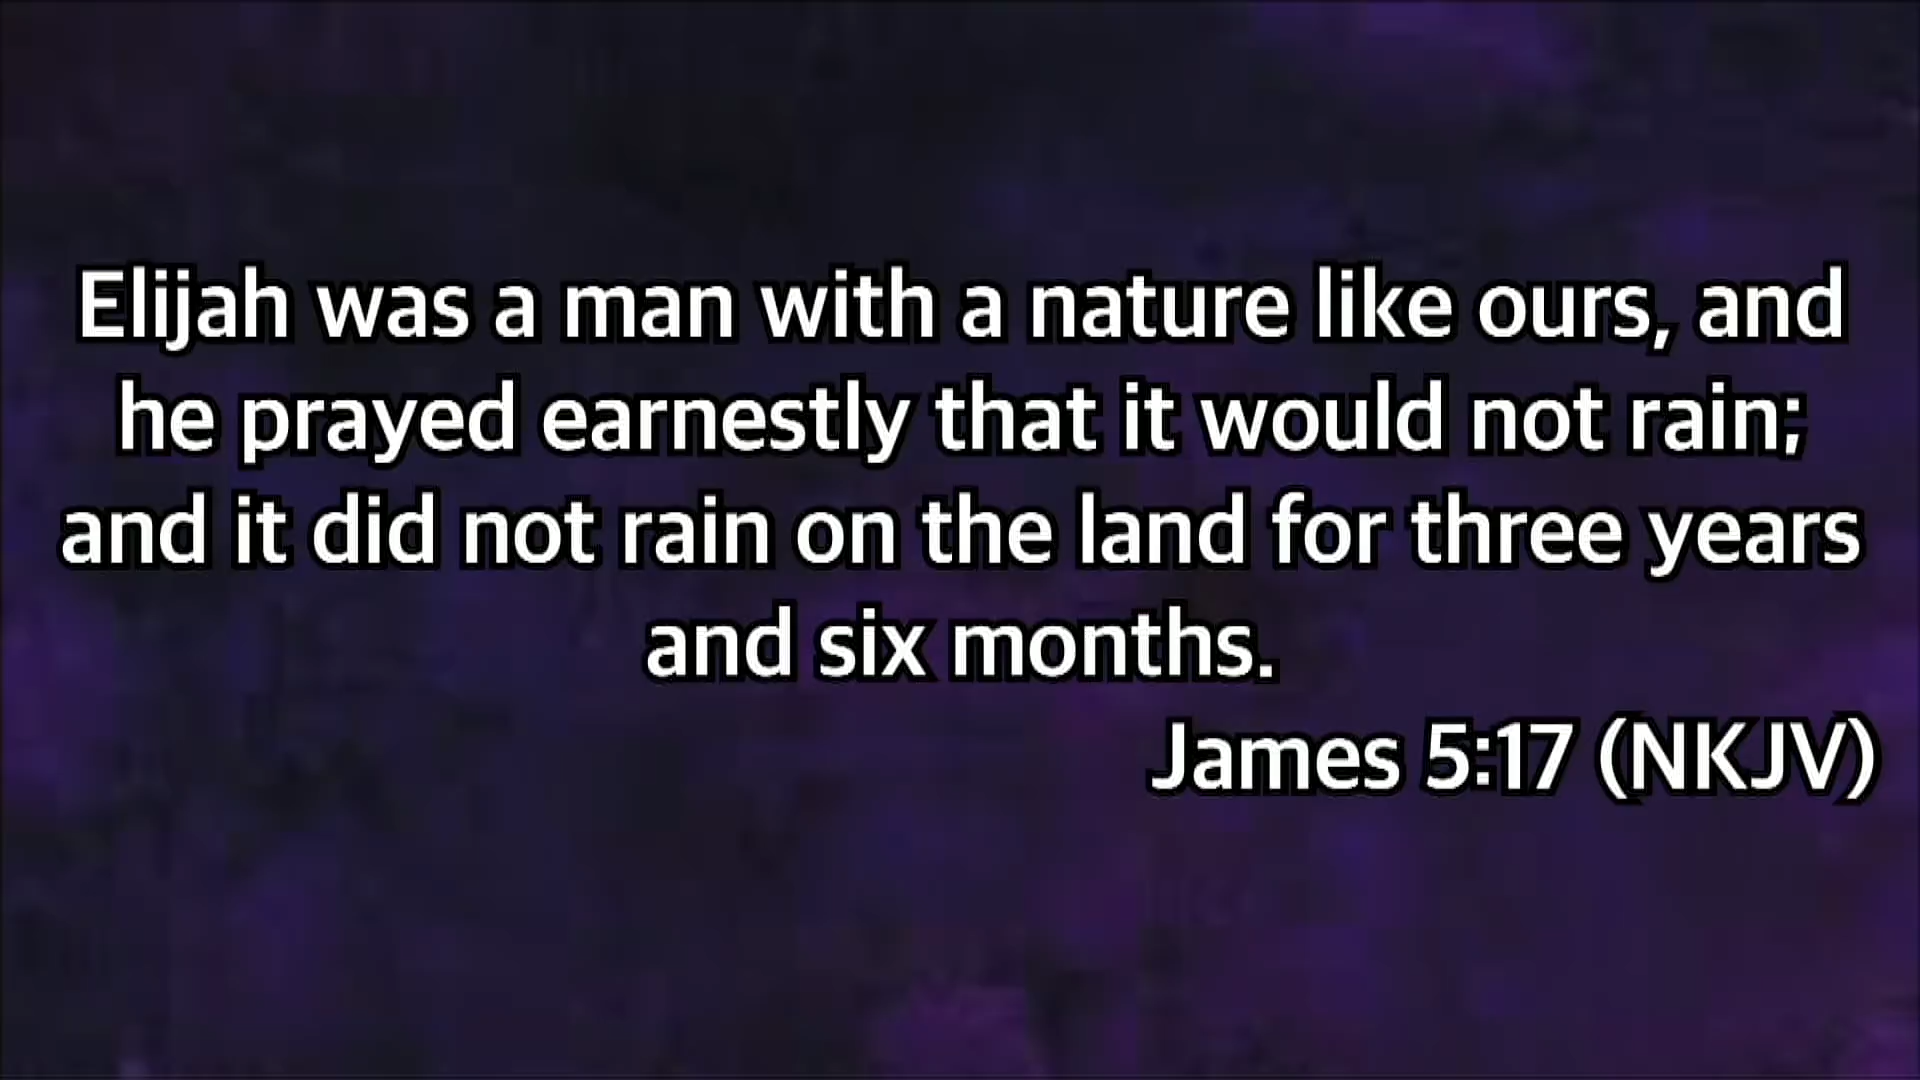 Elijah was a man with a nature like ours, and
he prayed earnestly that it would not rain;
and it did not rain on the land for three years
and six months.
James 5:17 (NKJV)